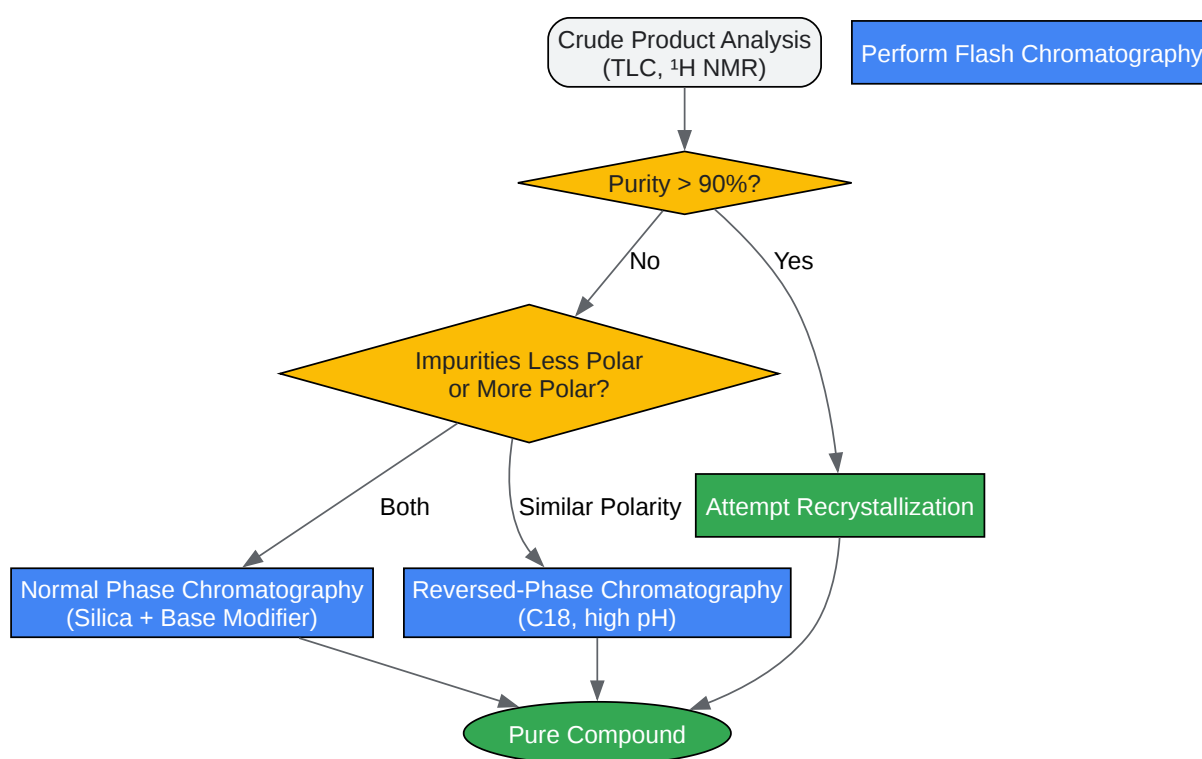 Crude Product Analysis
(TLC, ¹H NMR)
Perform Flash Chromatography
Purity > 90%?
No
Yes
Impurities Less Polar
or More Polar?
Both
Similar Polarity
Attempt Recrystallization
Normal Phase Chromatography
(Silica + Base Modifier)
Reversed-Phase Chromatography
(C18, high pH)
Pure Compound